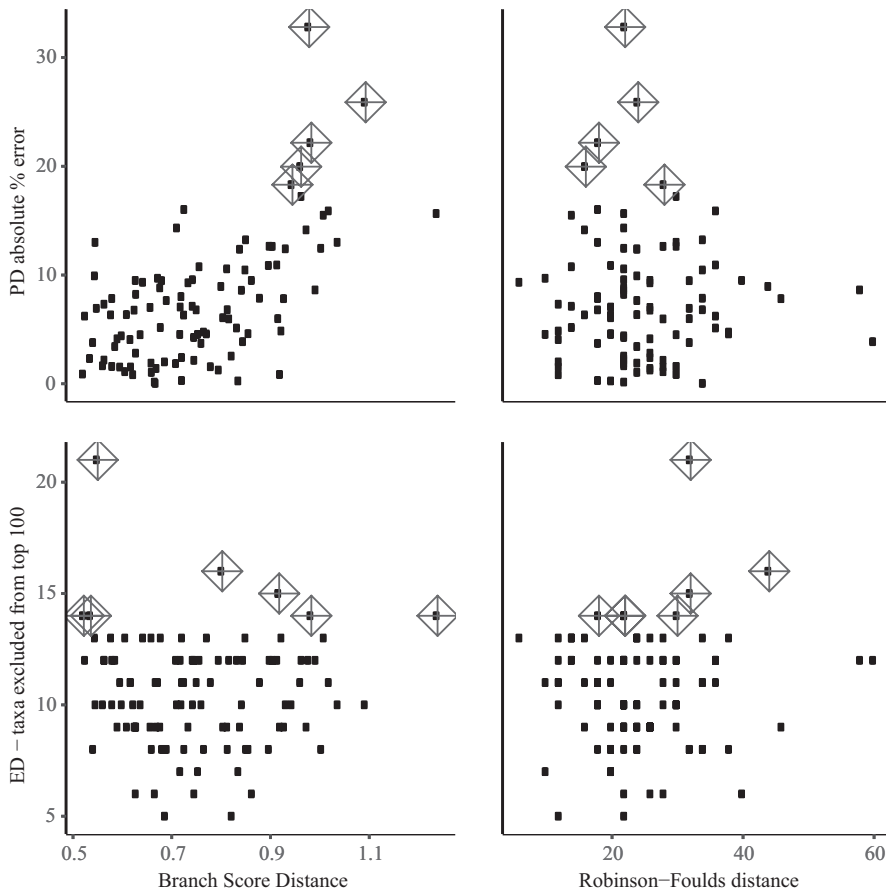 30
20
10
0
PD absolute % error
20
15
10
5
ED − taxa excluded from top 100
0.5 0.7 0.9 1.1
20 40 60
Branch Score Distance
Robinson−Foulds distance